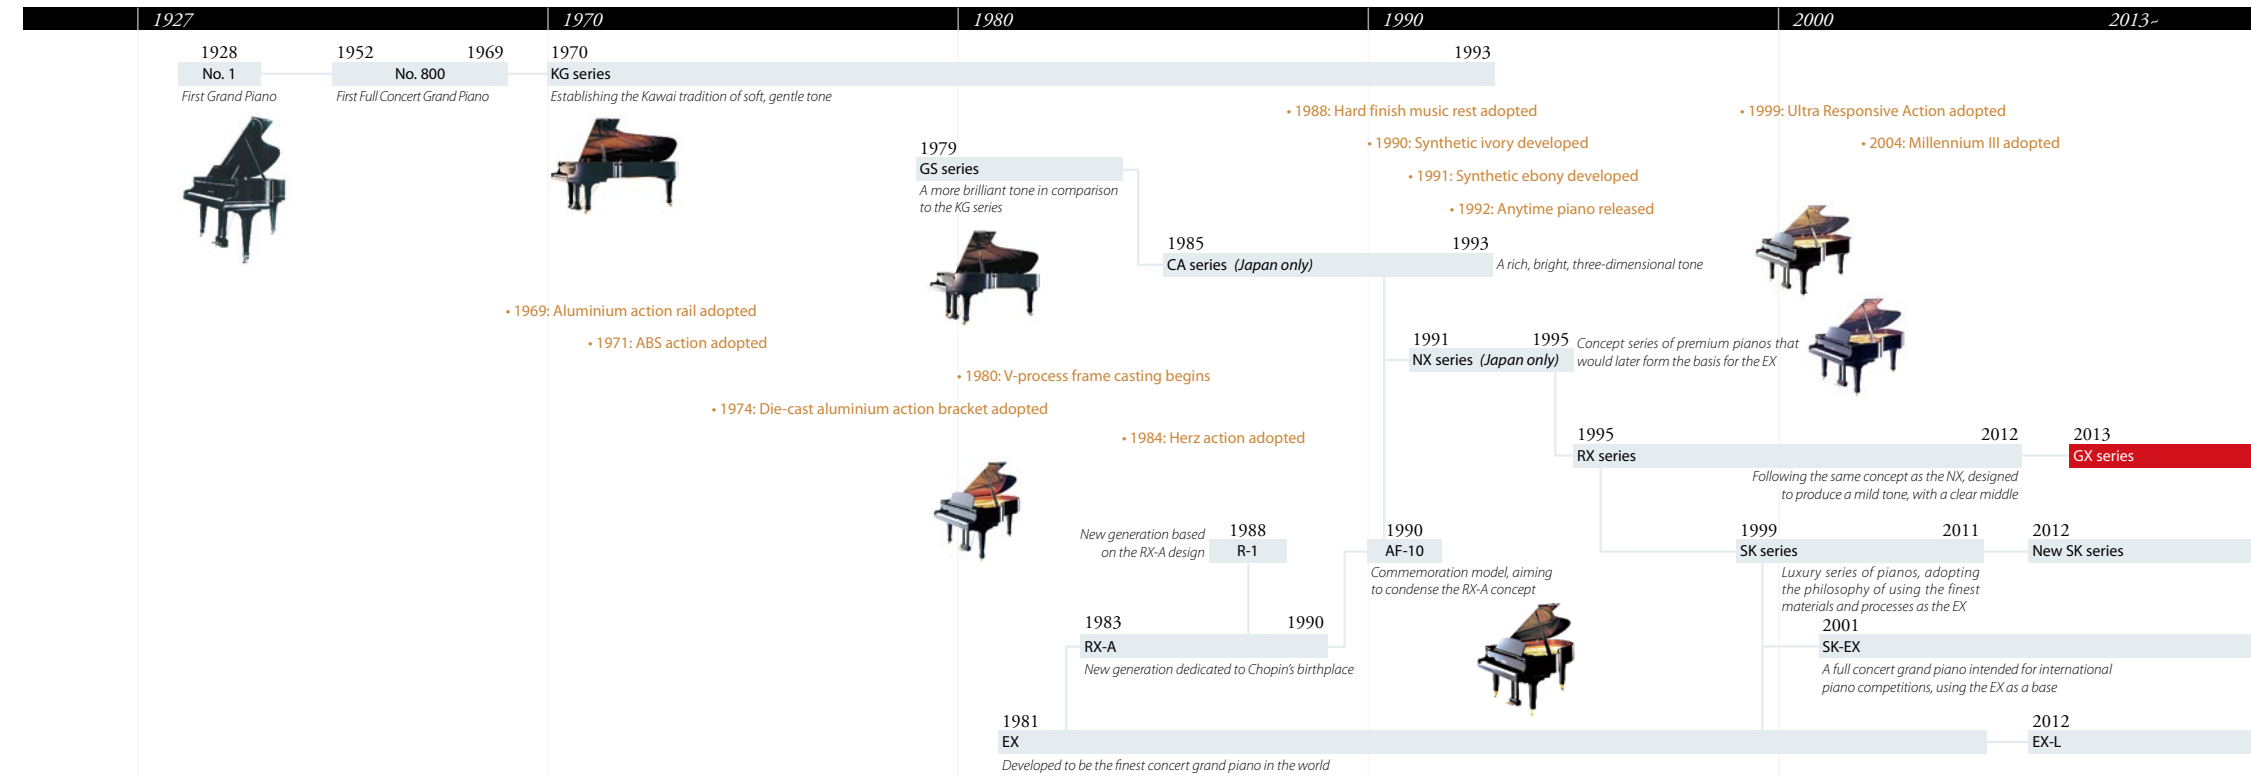 1927 1970 1980 1990 2000 2013~
1928 1952 1969 1970 1993
No. 1 No. 800 KG series
First Grand Piano First Full Concert Grand Piano Establishing the Kawai tradition of soft, gentle tone
• 1988: Hard finish music rest adopted • 1999: Ultra Responsive Action adopted
• 1990: Synthetic ivory developed • 2004: Millennium III adopted
1979
GS series
A more brilliant tone in comparison
to the KG series
• 1991: Synthetic ebony developed
• 1992: Anytime piano released
1985 1993
CA series (Japan only) A rich, bright, three-dimensional tone
• 1969: Aluminium action rail adopted
• 1971: ABS action adopted
1991 1995
NX series (Japan only)
Concept series of premium pianos that
would later form the basis for the EX
• 1980: V-process frame casting begins
• 1974: Die-cast aluminium action bracket adopted
• 1984: Herz action adopted
1995 2012 2013
RX series GX series
Following the same concept as the NX, designed
to produce a mild tone, with a clear middle
New generation based
on the RX-A design
1988 1990 1999 2011 2012
R-1 AF-10 SK series New SK series
Commemoration model, aiming
to condense the RX-A concept
Luxury series of pianos, adopting
the philosophy of using the finest
materials and processes as the EX
1983 1990 2001
RX-A SK-EX
New generation dedicated to Chopin's birthplace
A full concert grand piano intended for international
piano competitions, using the EX as a base
1981 2012
EX EX-L
Developed to be the finest concert grand piano in the world